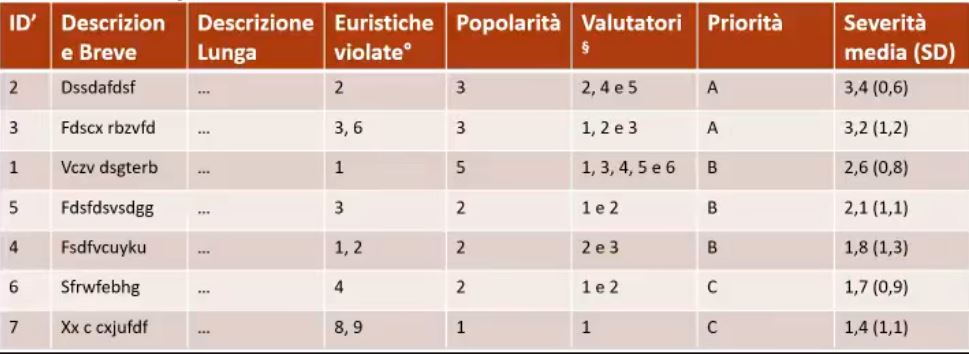 ID' Descrizion e Breve Descrizione Lunga Euristiche violate° Popolarità Valutatori § Priorità Severità media (SD)
2 Dssdafdsf ... 2 3 2, 4 e 5 A 3,4 (0,6)
3 Fdscx rbzvfd ... 3, 6 3 1, 2 e 3 A 3,2 (1,2)
1 Vczv dsgterb ... 1 5 1, 3, 4, 5 e 6 B 2,6 (0,8)
5 Fdsfdsvsdgg ... 3 2 1 e 2 B 2,1 (1,1)
4 Fsdfvcuyku ... 1, 2 2 2 e 3 B 1,8 (1,3)
6 Sfrwfebhg ... 4 2 1 e 2 C 1,7 (0,9)
7 Xx c cxjufdf ... 8, 9 1 1 C 1,4 (1,1)